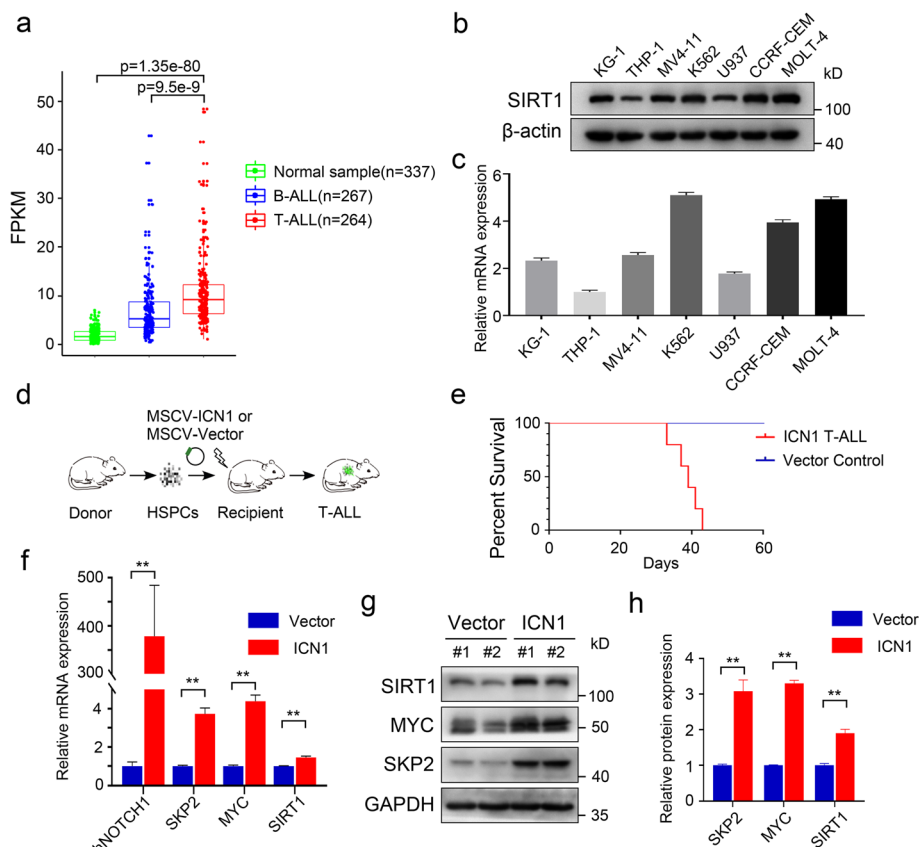 a
p=1.35e-80
p=9.5e-9
50
40
30
20
10
0
FPKM
Normal sample(n=337)
B-ALL(n=267)
T-ALL(n=264)
b
KG-1
THP-1
MV4-11
K562
U937
CCRF-CEM
MOLT-4
kD
SIRT1
100
β-actin
40
c
Relative mRNA expression
6
4
2
0
KG-1
THP-1
MV4-11
K562
U937
CCRF-CEM
MOLT-4
d
MSCV-ICN1 or
MSCV-Vector
Donor
HSPCs
Recipient
T-ALL
e
Percent Survival
100
50
0
0
20
40
60
Days
ICN1 T-ALL
Vector Control
f
Relative mRNA expression
500
400
300
6
4
2
1
0
**
**
**
**
Vector
ICN1
NOTCH1
SKP2
MYC
SIRT1
g
Vector
ICN1
#1
#2
#1
#2
kD
SIRT1
100
MYC
50
SKP2
40
GAPDH
35
h
Relative protein expression
4
3
2
1
0
**
**
**
Vector
ICN1
SKP2
MYC
SIRT1